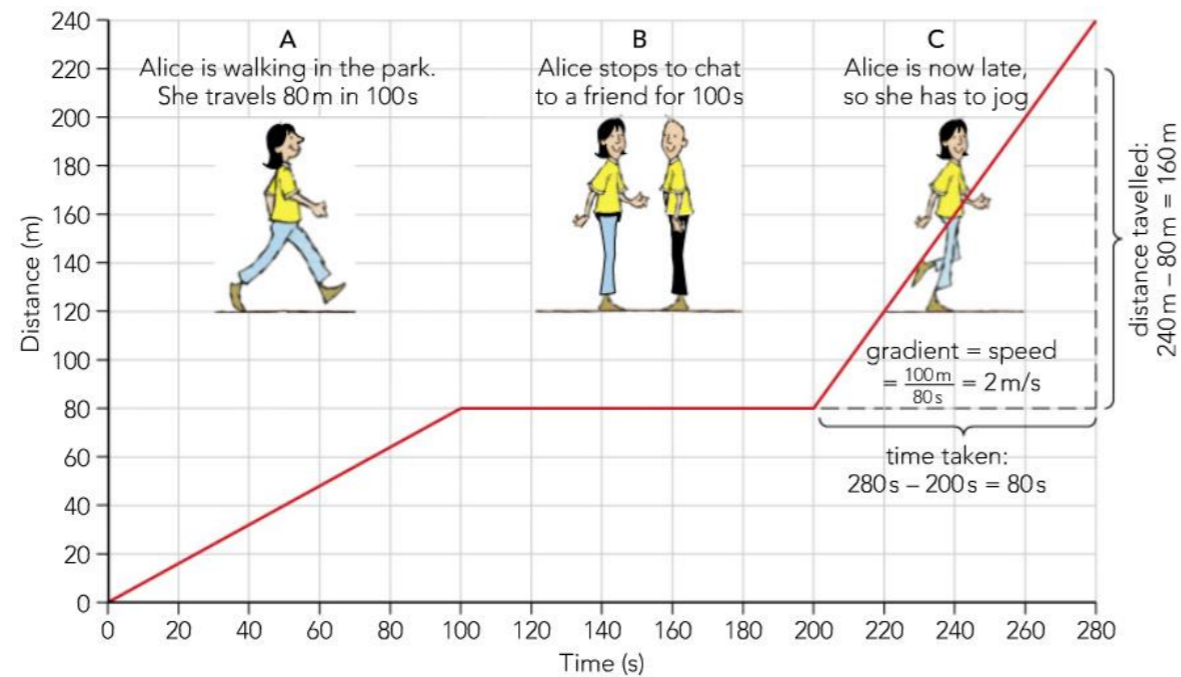 A
Alice is walking in the park.
She travels 80 m in 100 s
B
Alice stops to chat
to a friend for 100 s
C
Alice is now late,
so she has to jog
gradient = speed
= 100 m / 80 s = 2 m/s
time taken:
280 s – 200 s = 80 s
distance tavelled:
240 m – 80 m = 160 m
Distance (m)
240
220
200
180
160
140
120
100
80
60
40
20
0
0 20 40 60 80 100 120 140 160 180 200 220 240 260 280
Time (s)